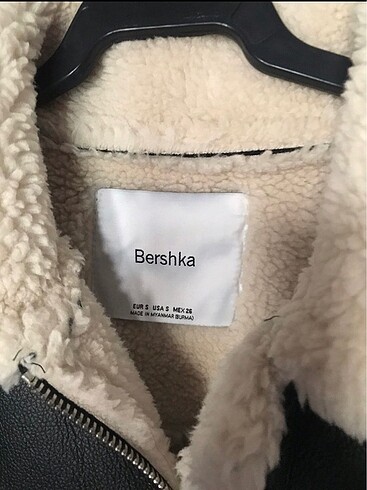 Bershka
EUR S USA S MEX 26
MADE IN MYANMAR BURMA)